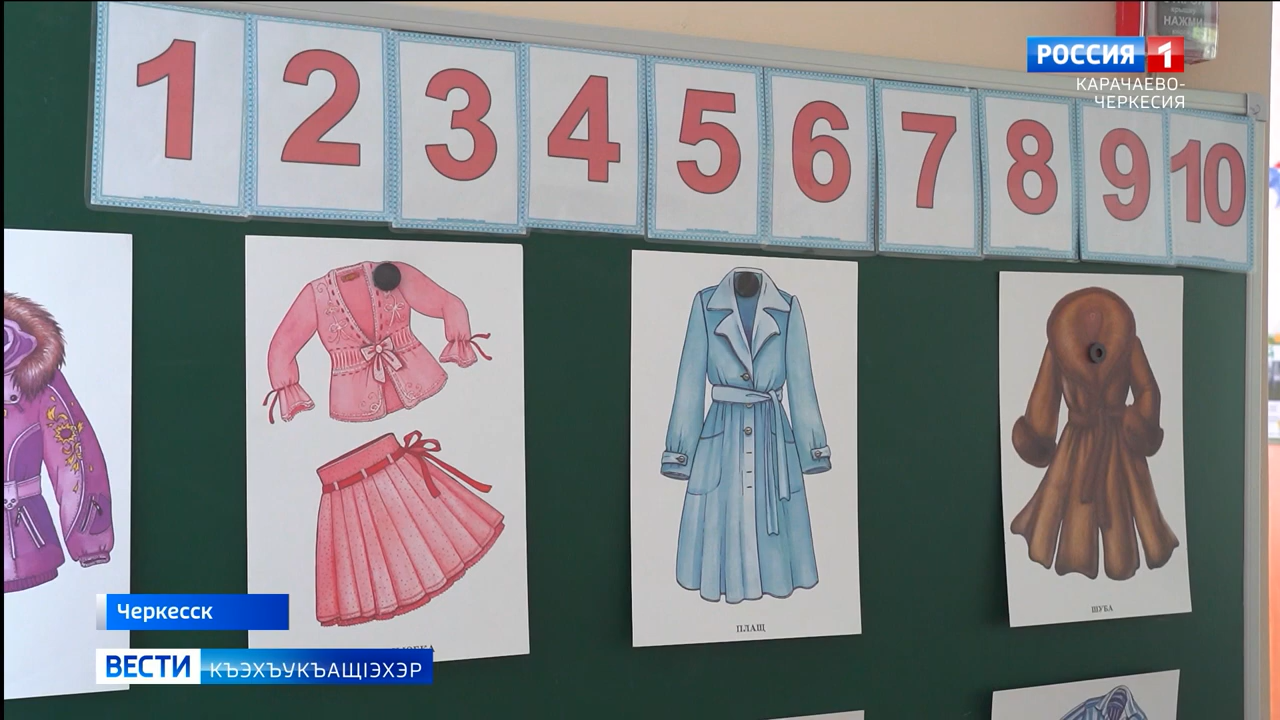 НАЖМИ
РОССИЯ 1
КАРАЧАЕВО-
ЧЕРКЕСИЯ
1 2 3 4 5 6 7 8 9 10
ПЛАЩ
ШУБА
Черкесск
ВЕСТИ КЪЭХЪУКЪАЩІЭХЭР